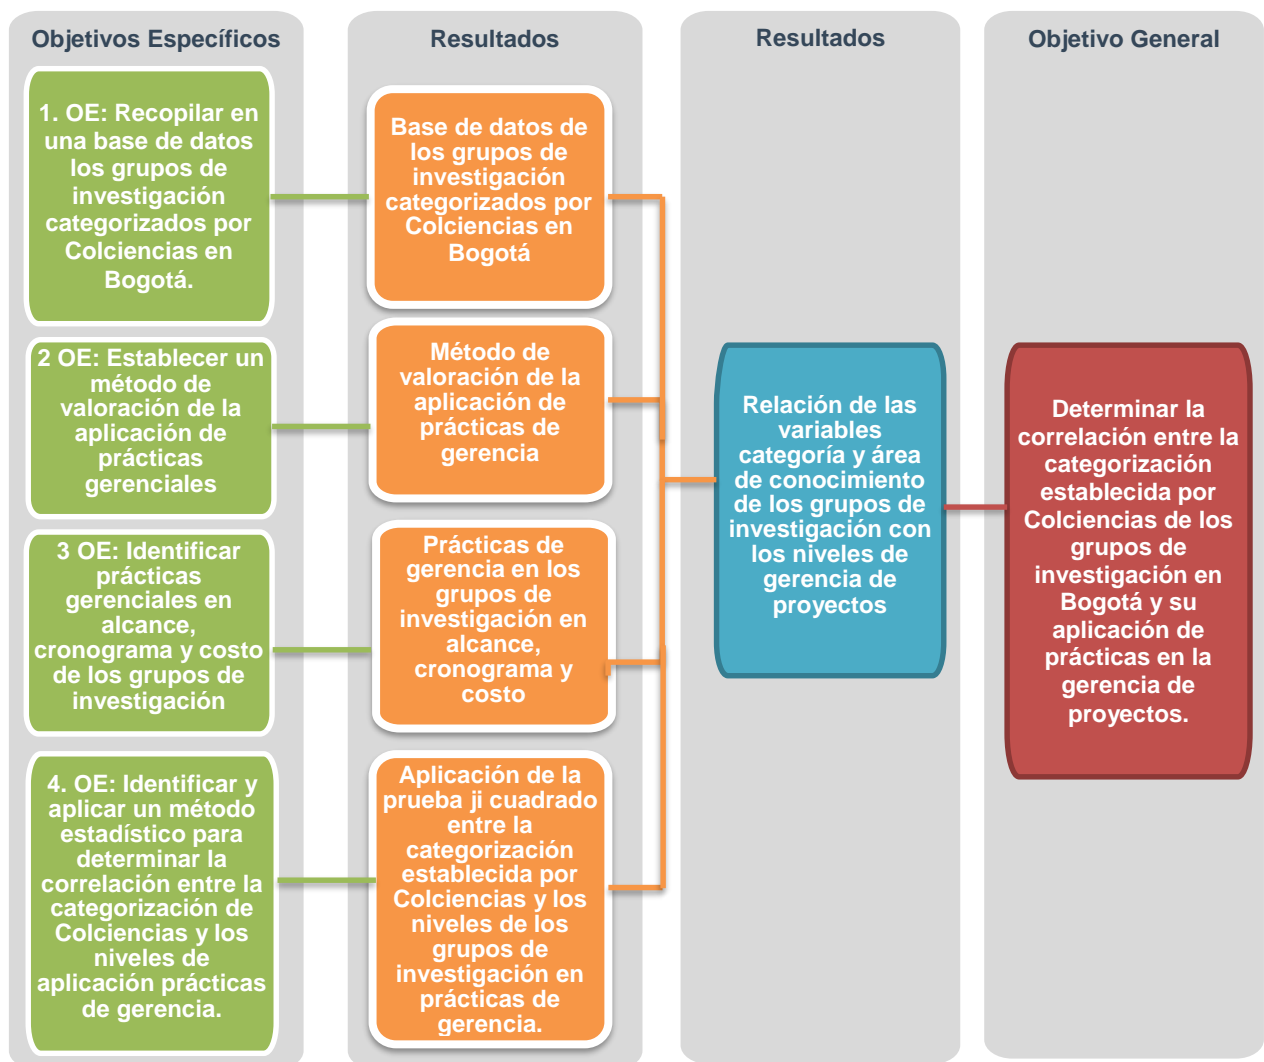 Objetivos Específicos
1. OE: Recopilar en
una base de datos
los grupos de
investigación
categorizados por
Colciencias en
Bogotá.
2 OE: Establecer un
método de
valoración de la
aplicación de
prácticas
gerenciales
3 OE: Identificar
prácticas
gerenciales en
alcance,
cronograma y costo
de los grupos de
investigación
4. OE: Identificar y
aplicar un método
estadístico para
determinar la
correlación entre la
categorización de
Colciencias y los
niveles de
aplicación prácticas
de gerencia.
Resultados
Base de datos de
los grupos de
investigación
categorizados por
Colciencias en
Bogotá
Método de
valoración de la
aplicación de
prácticas de
gerencia
Prácticas de
gerencia en los
grupos de
investigación en
alcance,
cronograma y
costo
Aplicación de la
prueba ji cuadrado
entre la
categorización
establecida por
Colciencias y los
niveles de los
grupos de
investigación en
prácticas de
gerencia.
Resultados
Relación de las
variables
categoría y área
de conocimiento
de los grupos de
investigación con
los niveles de
gerencia de
proyectos
Objetivo General
Determinar la
correlación entre la
categorización
establecida por
Colciencias de los
grupos de
investigación en
Bogotá y su
aplicación de
prácticas en la
gerencia de
proyectos.